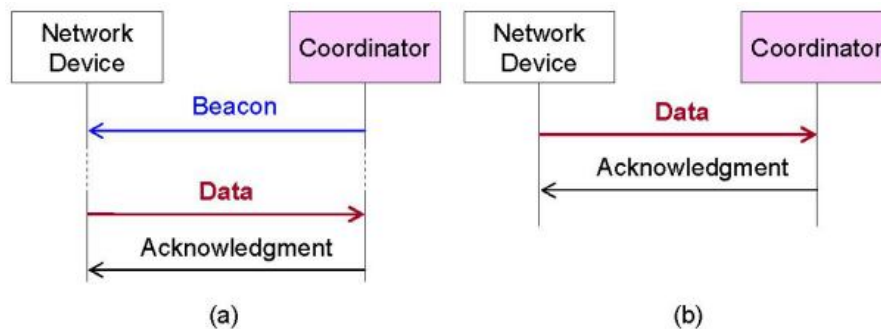 Network
Device
Coordinator
Beacon
Data
Acknowledgment
(a)
Network
Device
Coordinator
Data
Acknowledgment
(b)